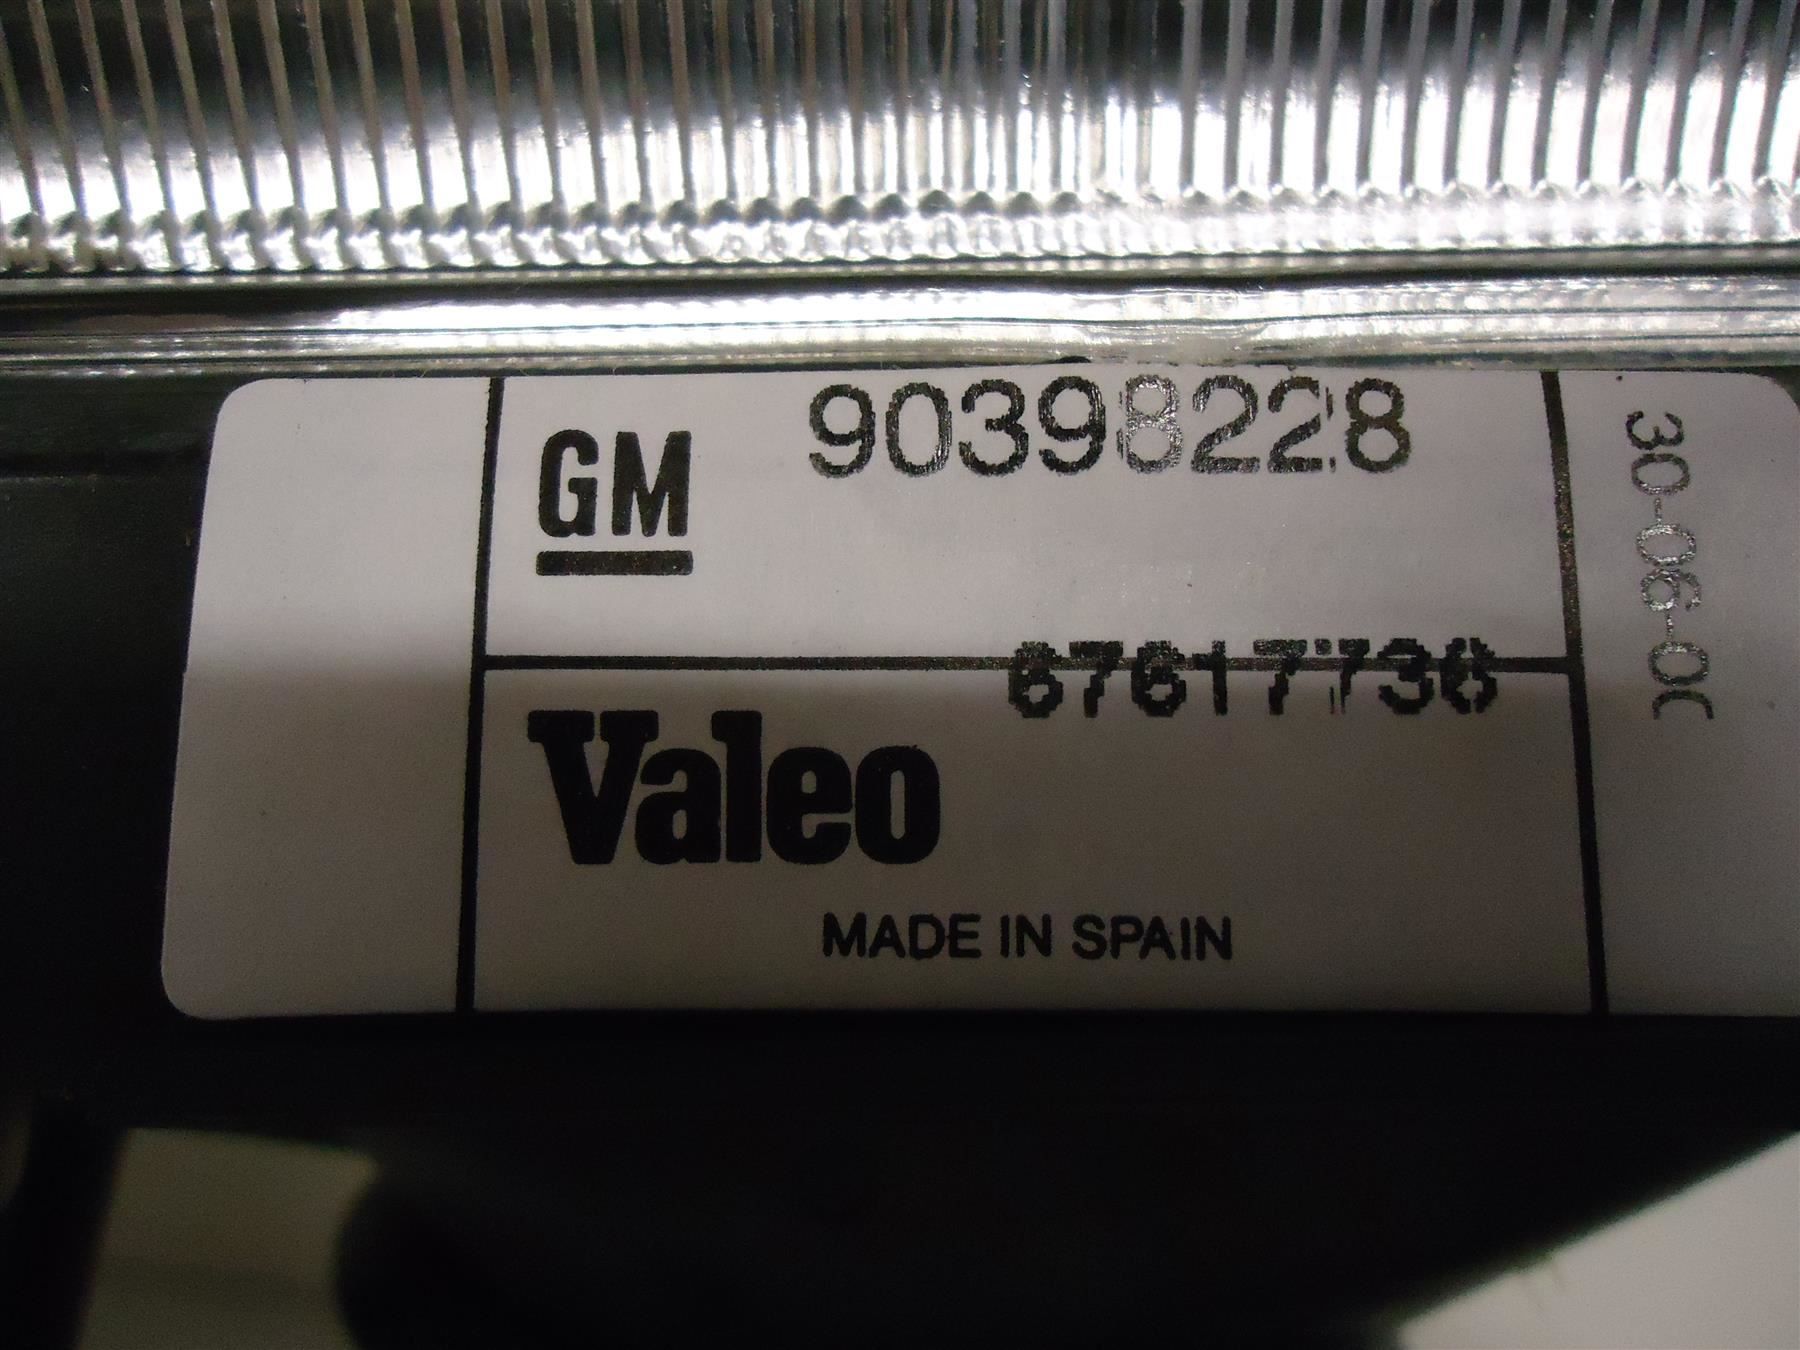 GM 90398228
67617736
Valeo
MADE IN SPAIN
30-06-00